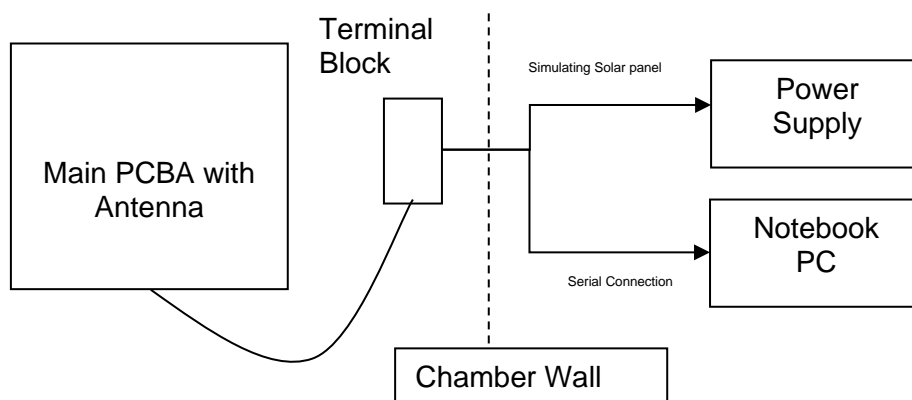 Terminal
Block
Simulating Solar panel
Power
Supply
Main PCBA with
Antenna
Notebook
PC
Serial Connection
Chamber Wall